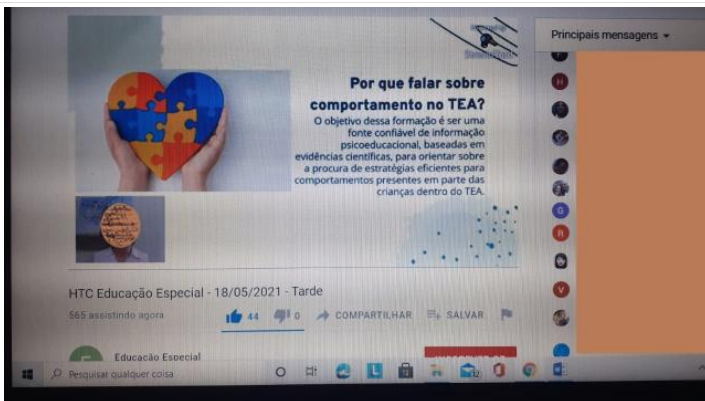 Principais mensagens
Por que falar sobre
comportamento no TEA?
O objetivo dessa formação é ser uma
fonte confiável de informação
psicoeducacional, baseadas em
evidências científicas, para orientar sobre
a procura de estratégias eficientes para
comportamentos presentes em parte das
crianças dentro do TEA.
H
G
R
V
HTC Educação Especial - 18/05/2021 - Tarde
565 assistindo agora
44
0
COMPARTILHAR
SALVAR
E
Educação Especial
Pesquisar qualquer coisa
L